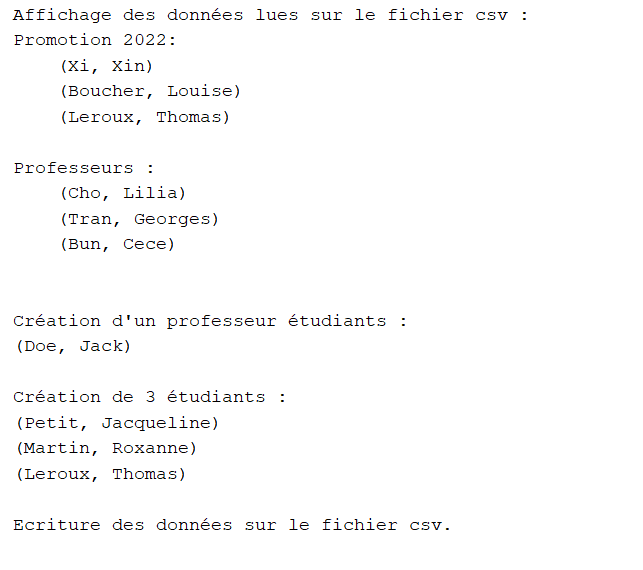 Affichage des données lues sur le fichier csv :
Promotion 2022:
(Xi, Xin)
(Boucher, Louise)
(Leroux, Thomas)
Professeurs :
(Cho, Lilia)
(Tran, Georges)
(Bun, Cece)
Création d'un professeur étudiants :
(Doe, Jack)
Création de 3 étudiants :
(Petit, Jacqueline)
(Martin, Roxanne)
(Leroux, Thomas)
Ecriture des données sur le fichier csv.